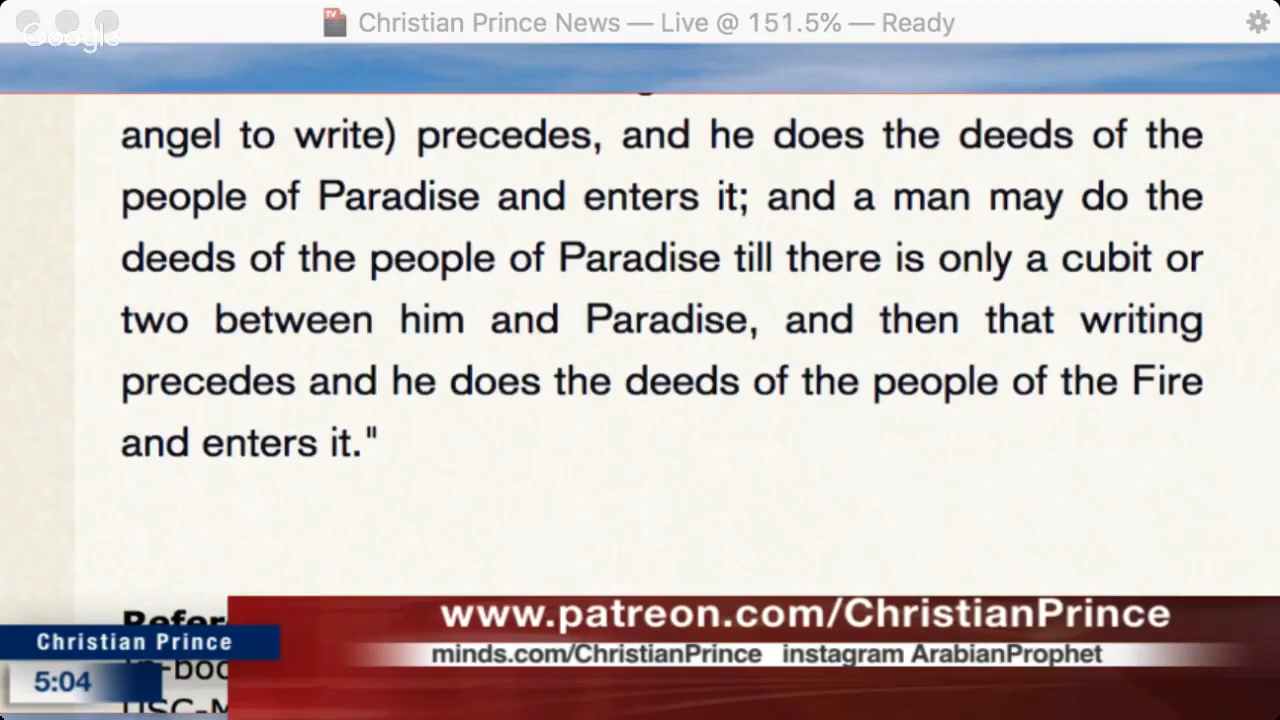 Christian Prince News — Live @ 151.5% — Ready
Google
angel to write) precedes, and he does the deeds of the
people of Paradise and enters it; and a man may do the
deeds of the people of Paradise till there is only a cubit or
two between him and Paradise, and then that writing
precedes and he does the deeds of the people of the Fire
and enters it."
www.patreon.com/ChristianPrince
Christian Prince
minds.com/ChristianPrince instagram ArabianProphet
5:04